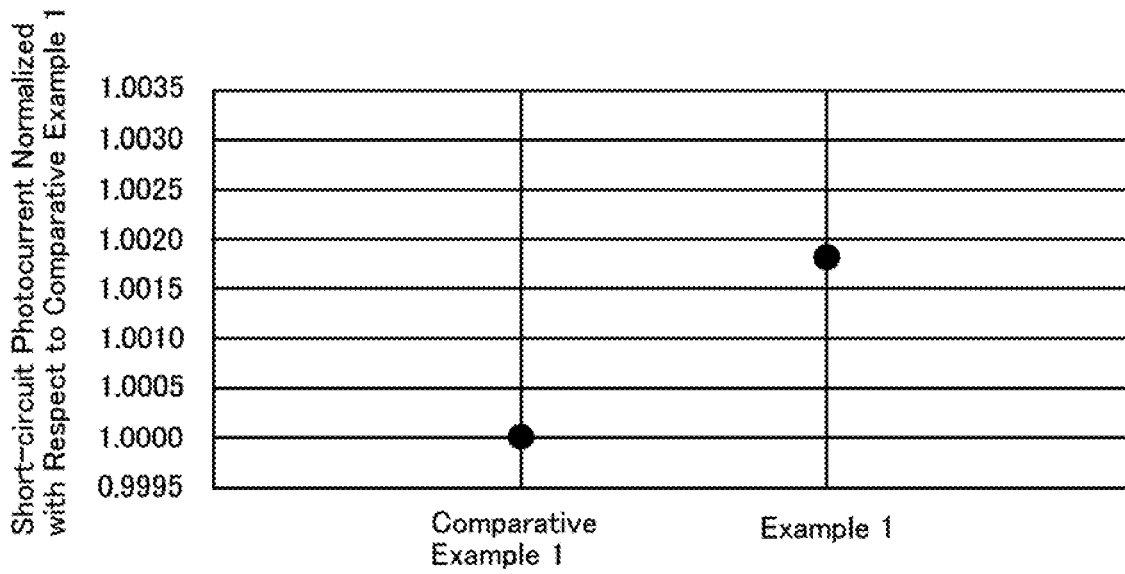 Short-circuit Photocurrent Normalized
with Respect to Comparative Example 1
1.0035
1.0030
1.0025
1.0020
1.0015
1.0010
1.0005
1.0000
0.9995
Comparative
Example 1
Example 1